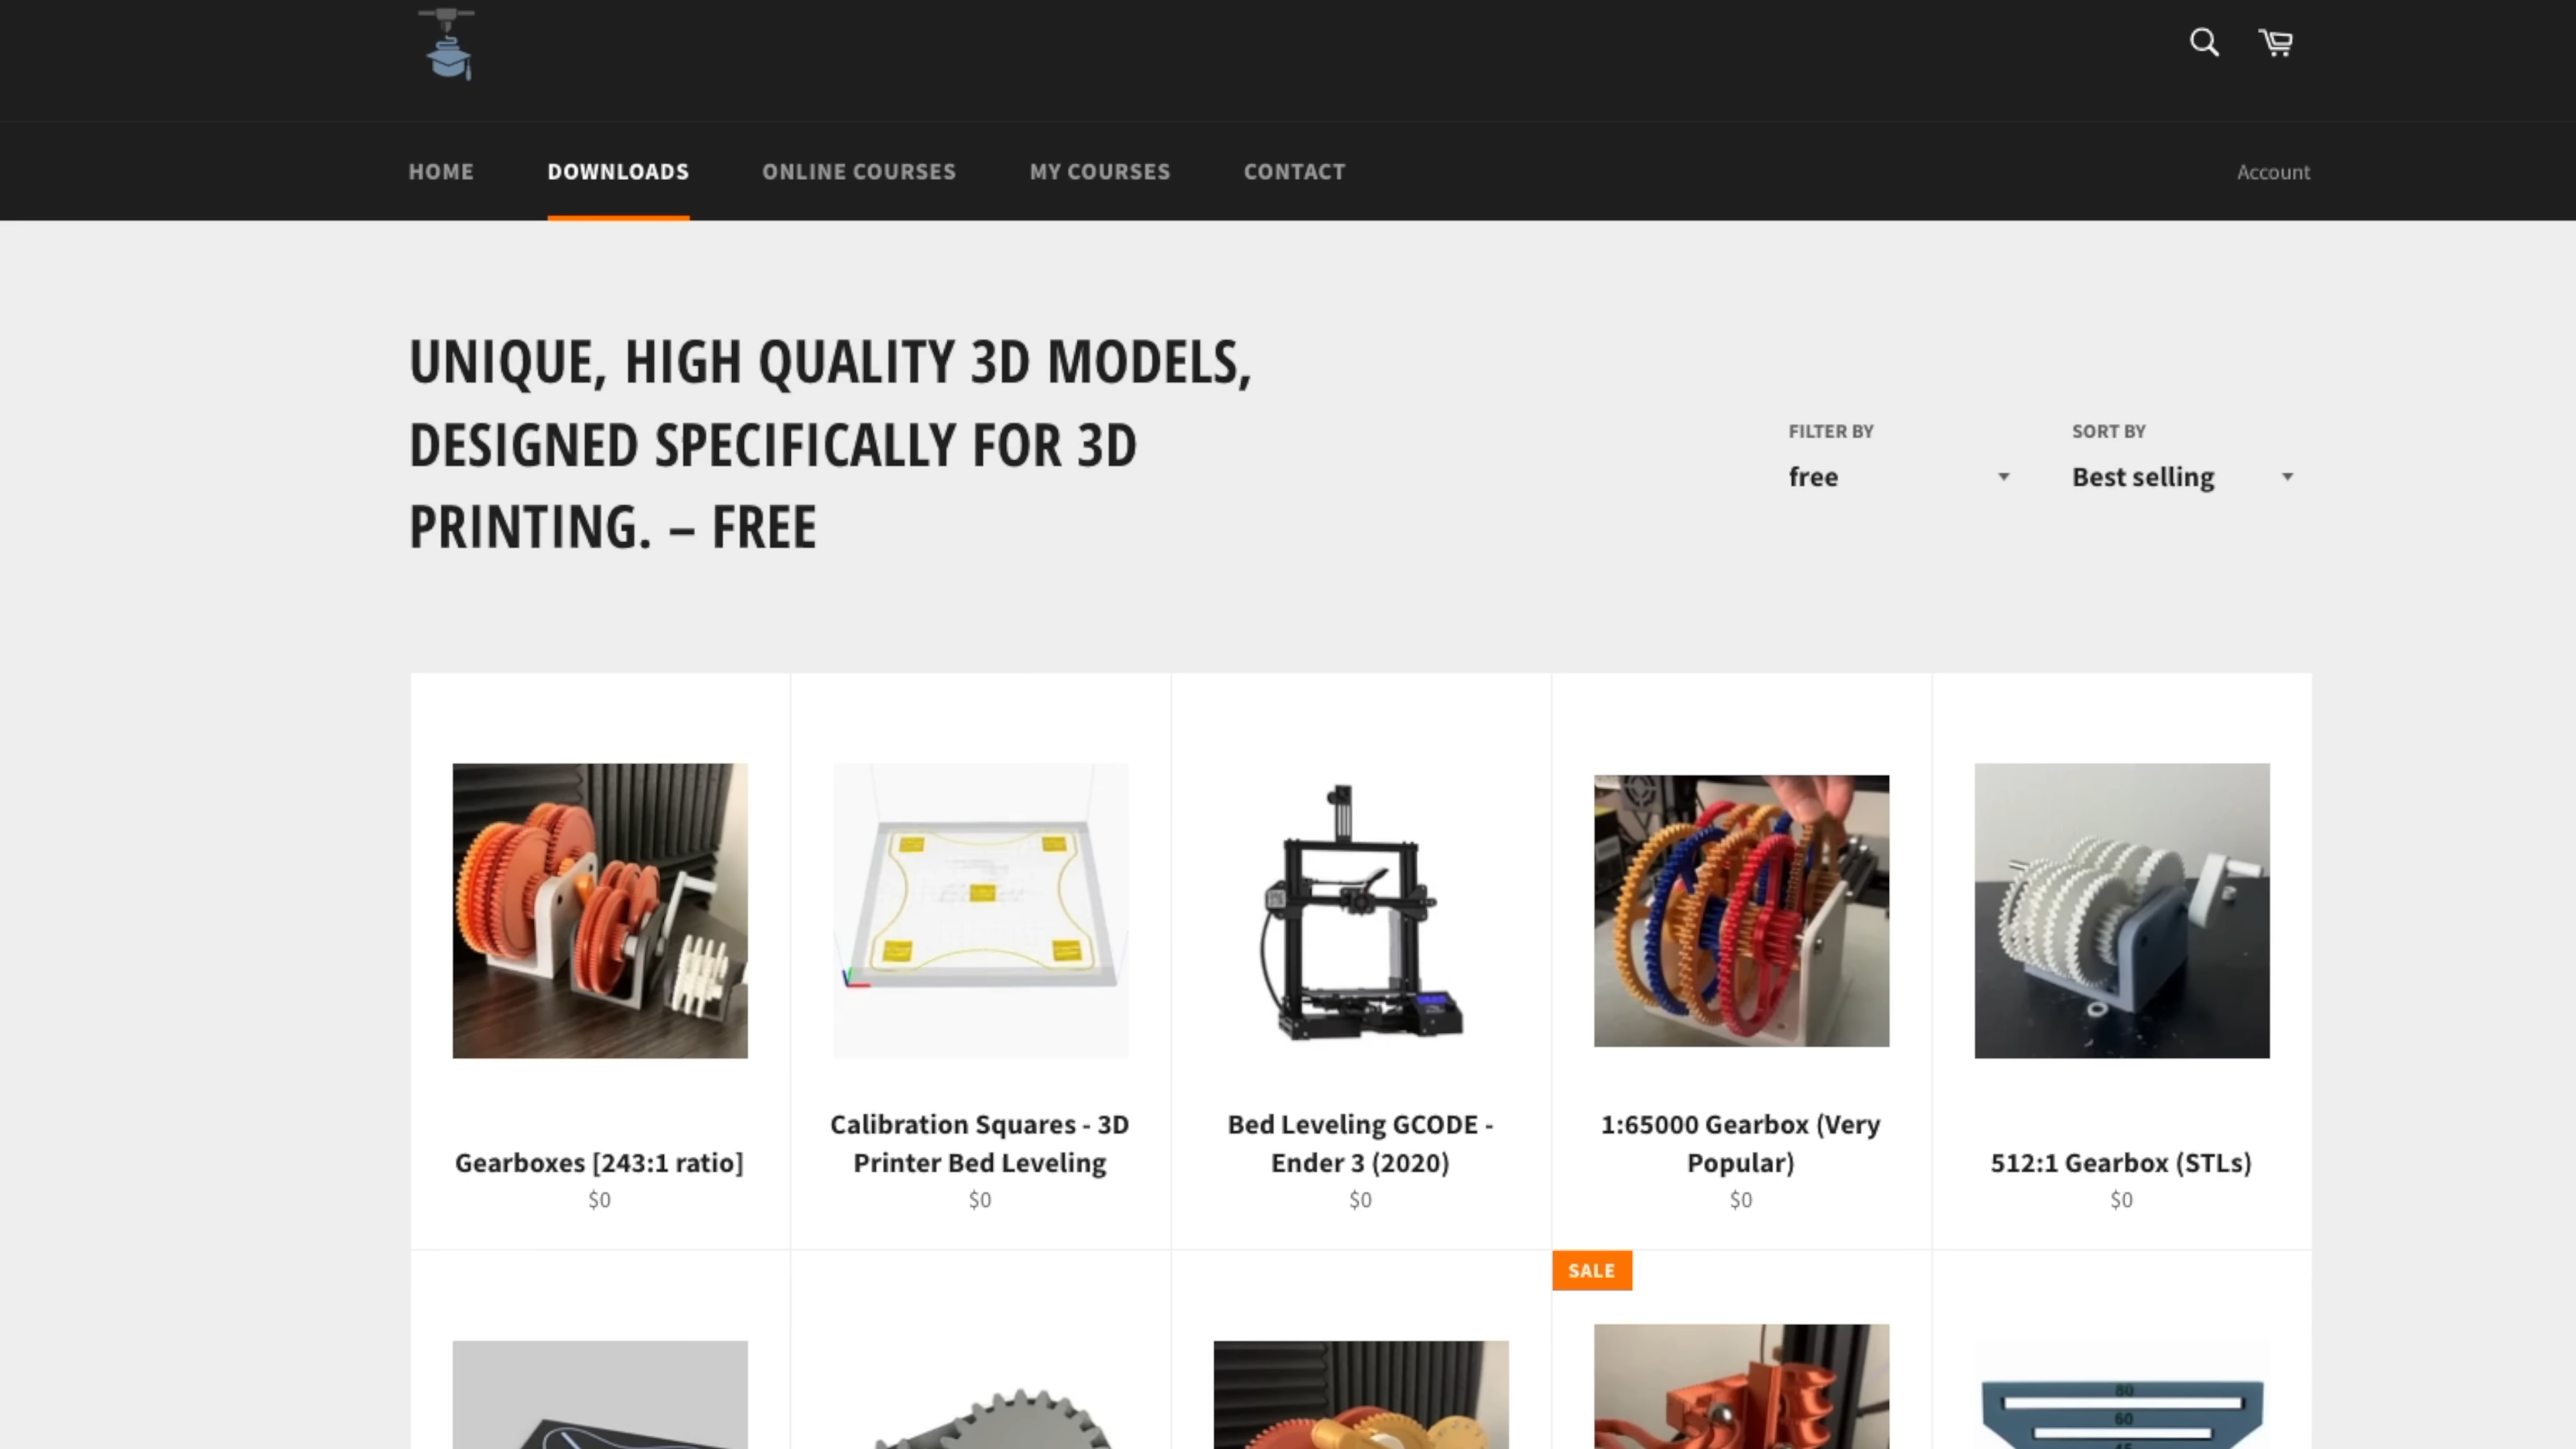 HOME DOWNLOADS ONLINE COURSES MY COURSES CONTACT Account
UNIQUE, HIGH QUALITY 3D MODELS,
DESIGNED SPECIFICALLY FOR 3D
PRINTING. – FREE
FILTER BY SORT BY
free Best selling
Gearboxes [243:1 ratio]
$0
Calibration Squares - 3D
Printer Bed Leveling
$0
Bed Leveling GCODE -
Ender 3 (2020)
$0
1:65000 Gearbox (Very
Popular)
$0
512:1 Gearbox (STLs)
$0
SALE
80
60